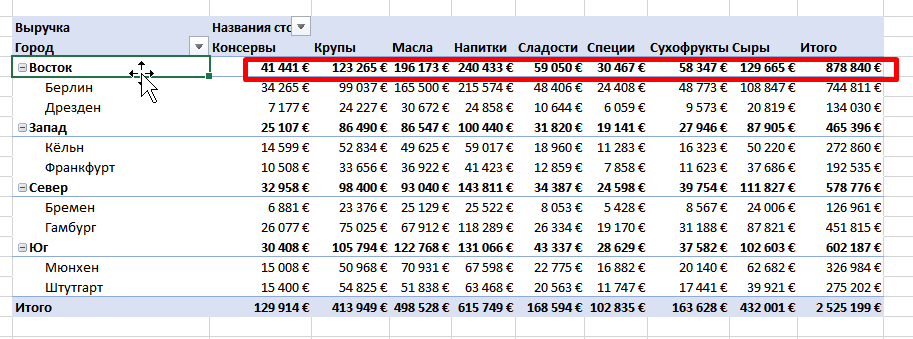 Выручка Названия сто
Город Консервы Крупы Масла Напитки Сладости Специи Сухофрукты Сыры Итого
Восток 41 441 € 123 265 € 196 173 € 240 433 € 59 050 € 30 467 € 58 347 € 129 665 € 878 840 €
Берлин 34 265 € 99 037 € 165 500 € 215 574 € 48 406 € 24 408 € 48 773 € 108 847 € 744 811 €
Дрезден 7 177 € 24 227 € 30 672 € 24 858 € 10 644 € 6 059 € 9 573 € 20 819 € 134 030 €
Запад 25 107 € 86 490 € 86 547 € 100 440 € 31 820 € 19 141 € 27 946 € 87 905 € 465 396 €
Кёльн 14 599 € 52 834 € 49 625 € 59 017 € 18 960 € 11 283 € 16 323 € 50 220 € 272 860 €
Франкфурт 10 508 € 33 656 € 36 922 € 41 423 € 12 859 € 7 858 € 11 623 € 37 686 € 192 535 €
Север 32 958 € 98 400 € 93 040 € 143 811 € 34 387 € 24 598 € 39 754 € 111 827 € 578 776 €
Бремен 6 881 € 23 376 € 25 129 € 25 522 € 8 053 € 5 428 € 8 567 € 24 006 € 126 961 €
Гамбург 26 077 € 75 025 € 67 912 € 118 289 € 26 334 € 19 170 € 31 188 € 87 821 € 451 815 €
Юг 30 408 € 105 794 € 122 768 € 131 066 € 43 337 € 28 629 € 37 582 € 102 603 € 602 187 €
Мюнхен 15 008 € 50 968 € 70 931 € 67 598 € 22 775 € 16 882 € 20 140 € 62 682 € 326 984 €
Штутгарт 15 400 € 54 825 € 51 838 € 63 468 € 20 563 € 11 747 € 17 441 € 39 921 € 275 202 €
Итого 129 914 € 413 949 € 498 528 € 615 749 € 168 594 € 102 835 € 163 628 € 432 001 € 2 525 199 €